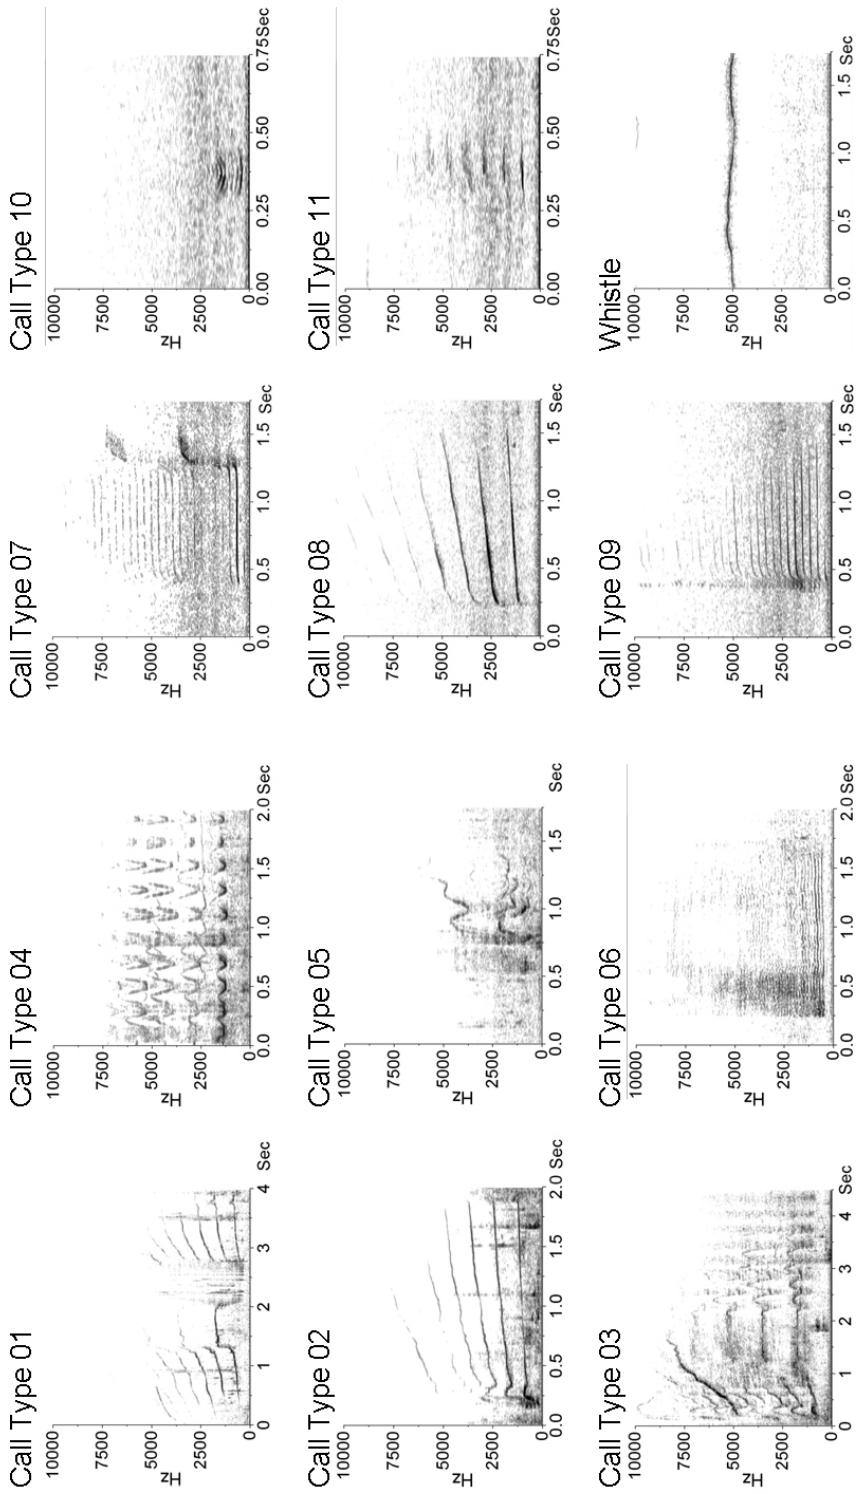 Call Type 01
10000
7500
5000
2500
0
Hz
0 1 2 3 4 Sec
Call Type 04
10000
7500
5000
2500
0
Hz
0.0 0.5 1.0 1.5 2.0 Sec
Call Type 07
10000
7500
5000
2500
0
Hz
0.0 0.5 1.0 1.5 Sec
Call Type 10
10000
7500
5000
2500
0
Hz
0.00 0.25 0.50 0.75 Sec
Call Type 02
10000
7500
5000
2500
0
Hz
0.0 0.5 1.0 1.5 2.0 Sec
Call Type 05
10000
7500
5000
2500
0
Hz
0.0 0.5 1.0 1.5 2.0 Sec
Call Type 08
10000
7500
5000
2500
0
Hz
0.0 0.5 1.0 1.5 Sec
Call Type 11
10000
7500
5000
2500
0
Hz
0.00 0.25 0.50 0.75 Sec
Call Type 03
10000
7500
5000
2500
0
Hz
0 1 2 3 4 Sec
Call Type 06
10000
7500
5000
2500
0
Hz
0.0 0.5 1.0 1.5 2.0 Sec
Call Type 09
10000
7500
5000
2500
0
Hz
0.0 0.5 1.0 1.5 Sec
Whistle
10000
7500
5000
2500
0
Hz
0.0 0.5 1.0 1.5 Sec